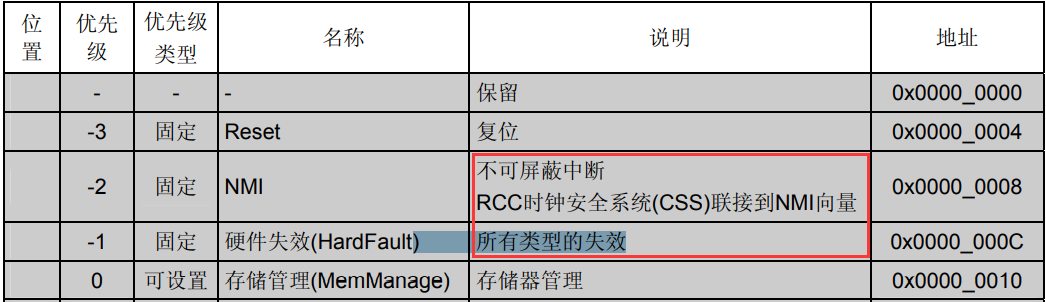 位置 优先级 优先级类型 名称 说明 地址
- - - 保留 0x0000_0000
-3 固定 Reset 复位 0x0000_0004
-2 固定 NMI 不可屏蔽中断 RCC时钟安全系统(CSS)联接到NMI向量 0x0000_0008
-1 固定 硬件失效(HardFault) 所有类型的失效 0x0000_000C
0 可设置 存储管理(MemManage) 存储器管理 0x0000_0010